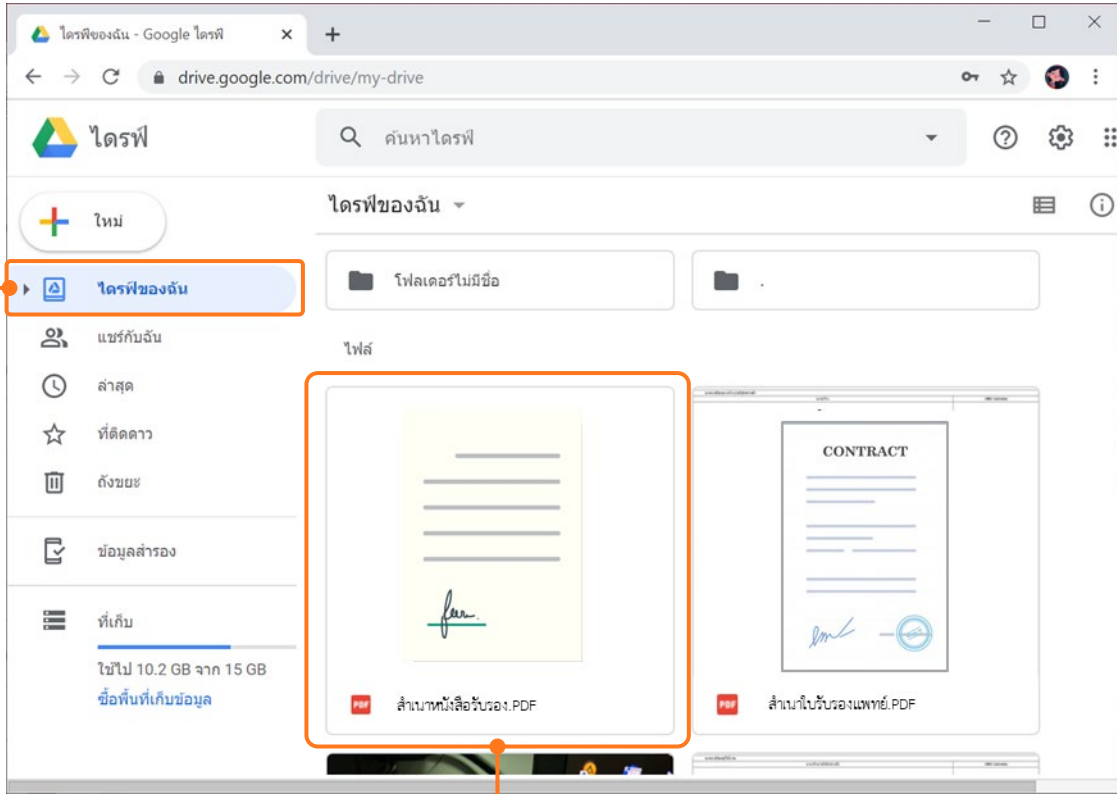 ไดรฟ์ของฉัน - Google ไดรฟ์
drive.google.com/drive/my-drive
ไดรฟ์
ค้นหาไดรฟ์
ใหม่
ไดรฟ์ของฉัน
แชร์กับฉัน
ล่าสุด
ที่ติดดาว
ถังขยะ
ข้อมูลสำรอง
ที่เก็บ
ใช้ไป 10.2 GB จาก 15 GB
ซื้อพื้นที่เก็บข้อมูล
ไดรฟ์ของฉัน
โฟลเดอร์ไม่มีชื่อ
.
ไฟล์
CONTRACT
PDF สำเนาหนังสือรับรอง.PDF
PDF สำเนาใบรับรองแพทย์.PDF